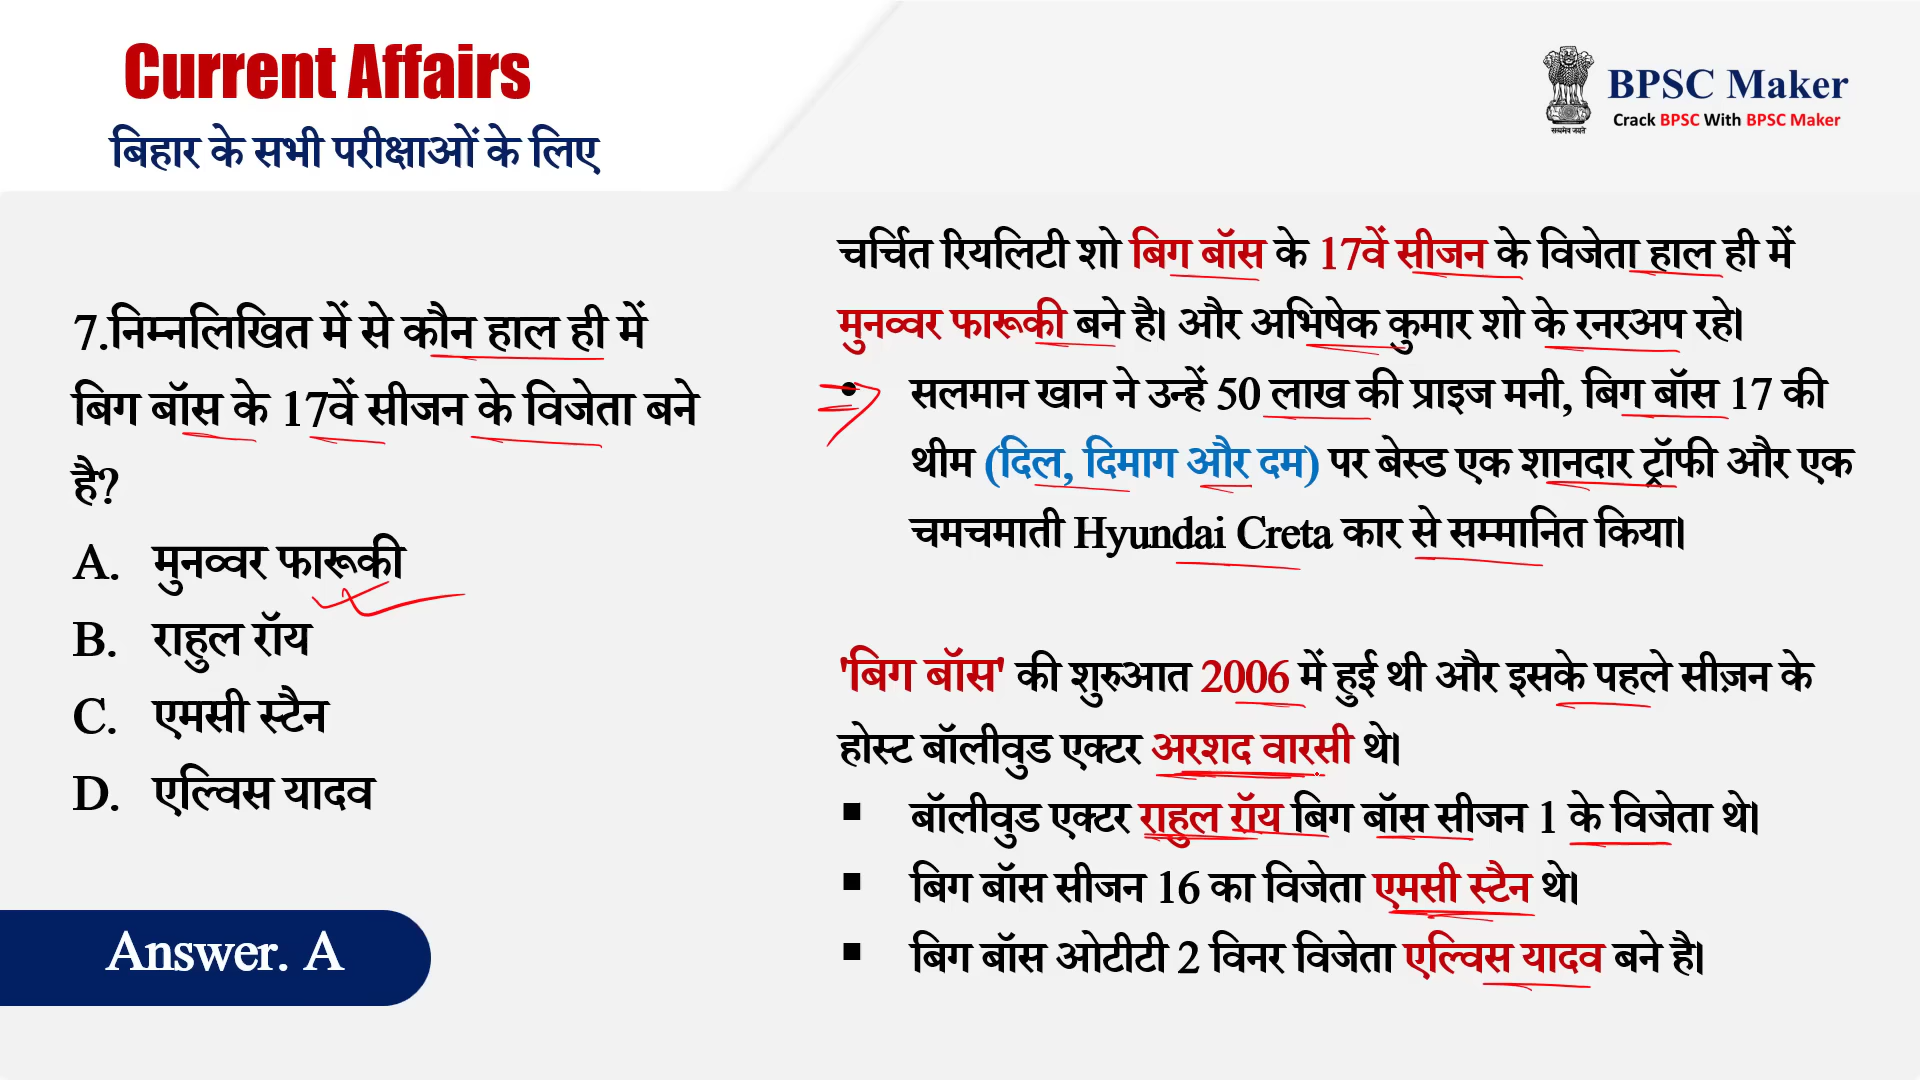 Current Affairs
बिहार के सभी परीक्षाओं के लिए
BPSC Maker
Crack BPSC With BPSC Maker
सत्यमेव जयते
7.निम्नलिखित में से कौन हाल ही में
बिग बॉस के 17वें सीजन के विजेता बने
है?
A. मुनव्वर फारूकी
B. राहुल रॉय
C. एमसी स्टैन
D. एल्विस यादव
Answer. A
चर्चित रियलिटी शो बिग बॉस के 17वें सीजन के विजेता हाल ही में
मुनव्वर फारूकी बने है। और अभिषेक कुमार शो के रनरअप रहे।
• सलमान खान ने उन्हें 50 लाख की प्राइज मनी, बिग बॉस 17 की
थीम (दिल, दिमाग और दम) पर बेस्ड एक शानदार ट्रॉफी और एक
चमचमाती Hyundai Creta कार से सम्मानित किया।
'बिग बॉस' की शुरुआत 2006 में हुई थी और इसके पहले सीज़न के
होस्ट बॉलीवुड एक्टर अरशद वारसी थे।
▪ बॉलीवुड एक्टर राहुल रॉय बिग बॉस सीजन 1 के विजेता थे।
▪ बिग बॉस सीजन 16 का विजेता एमसी स्टैन थे।
▪ बिग बॉस ओटीटी 2 विनर विजेता एल्विस यादव बने है।